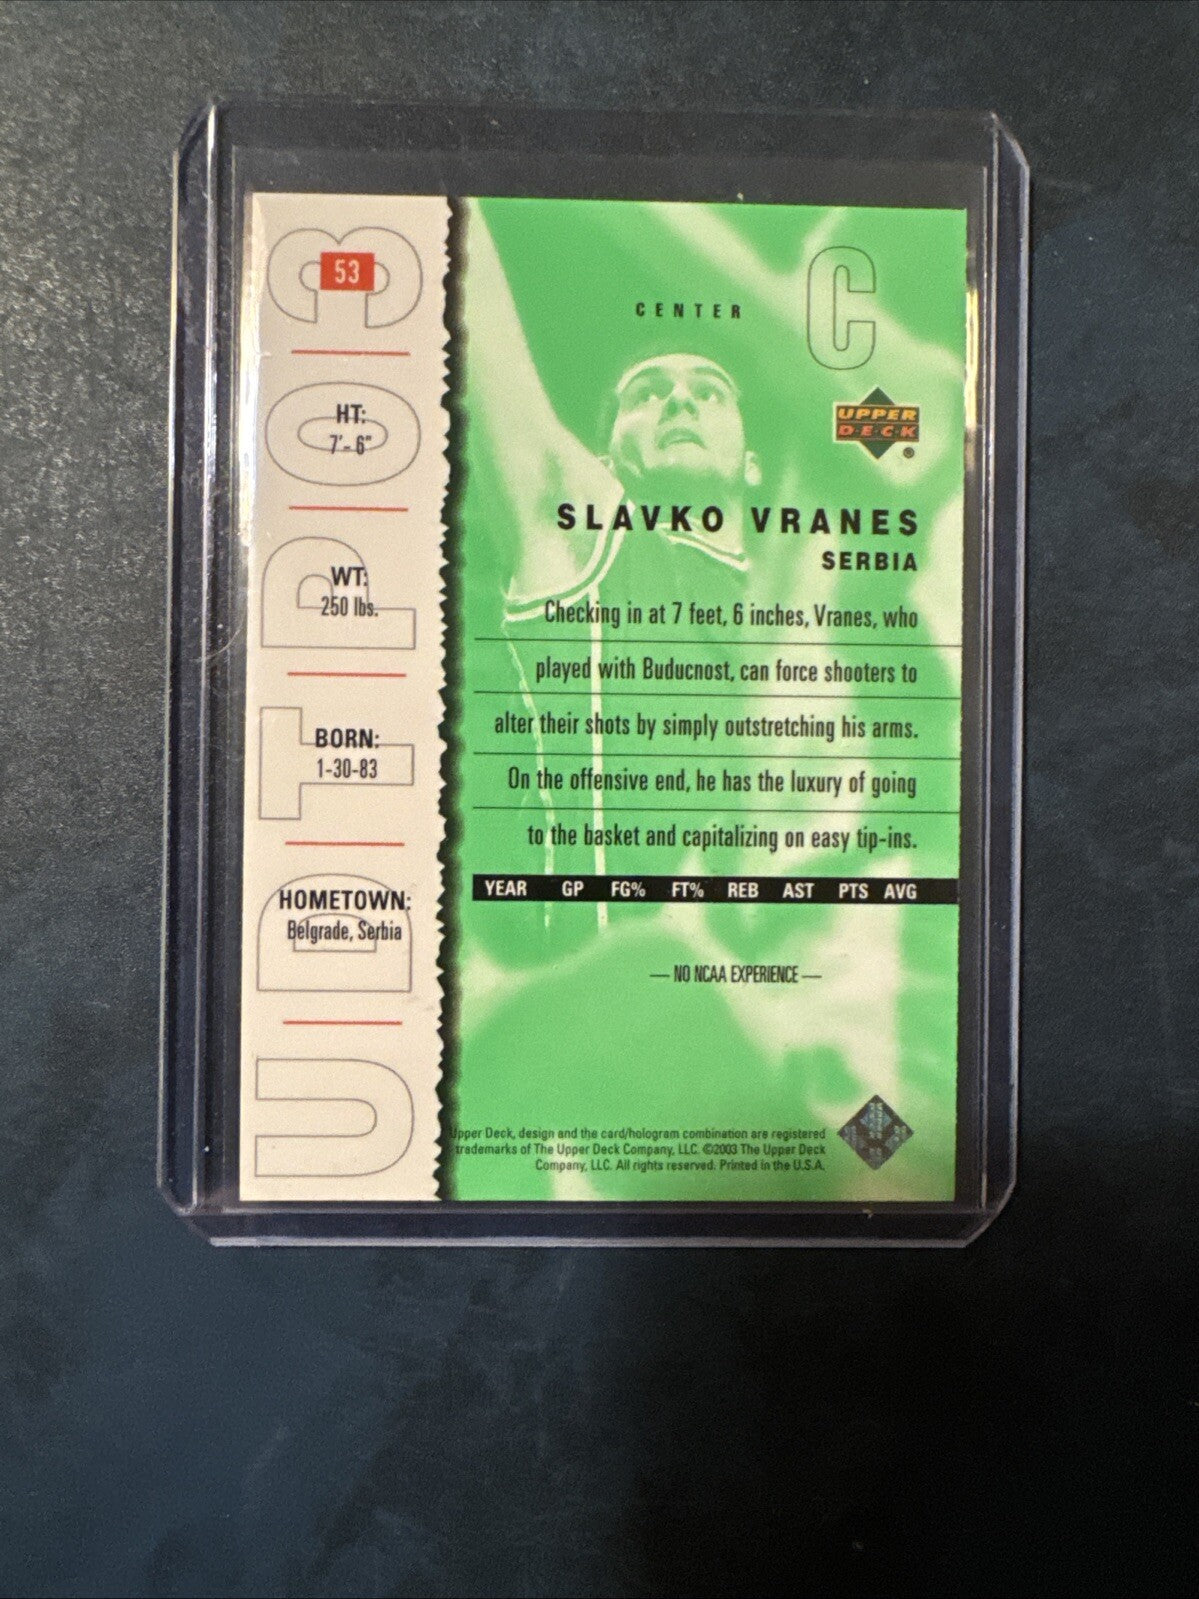 53
HT:
7'- 6"
WT:
250 lbs.
BORN:
1-30-83
HOMETOWN:
Belgrade, Serbia
UDTPC03
CENTER
C
UPPER
DECK
®
SLAVKO VRANES
SERBIA
Checking in at 7 feet, 6 inches, Vranes, who
played with Buducnost, can force shooters to
alter their shots by simply outstretching his arms.
On the offensive end, he has the luxury of going
to the basket and capitalizing on easy tip-ins.
YEAR GP FG% FT% REB AST PTS AVG
— NO NCAA EXPERIENCE —
Upper Deck, design and the card/hologram combination are registered
trademarks of The Upper Deck Company, LLC. ©2003 The Upper Deck
Company, LLC. All rights reserved. Printed in the U.S.A.